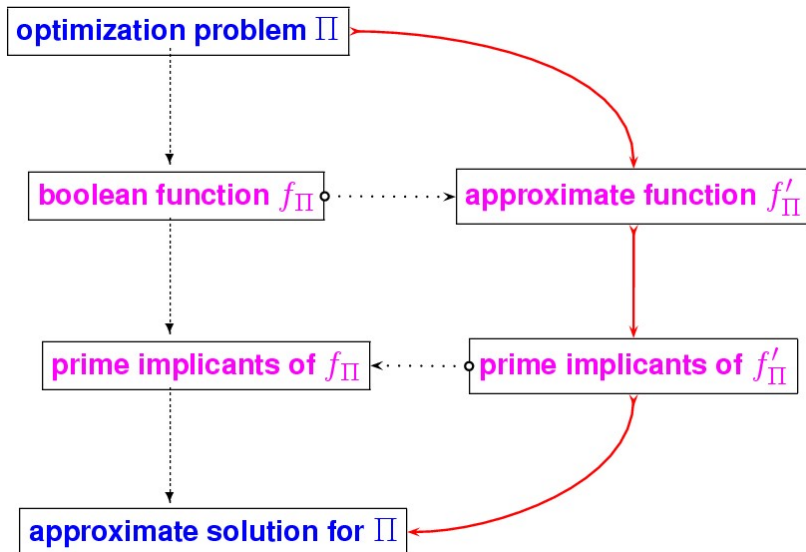 optimization problem Π
boolean function f_Π
approximate function f′_Π
prime implicants of f_Π
prime implicants of f′_Π
approximate solution for Π